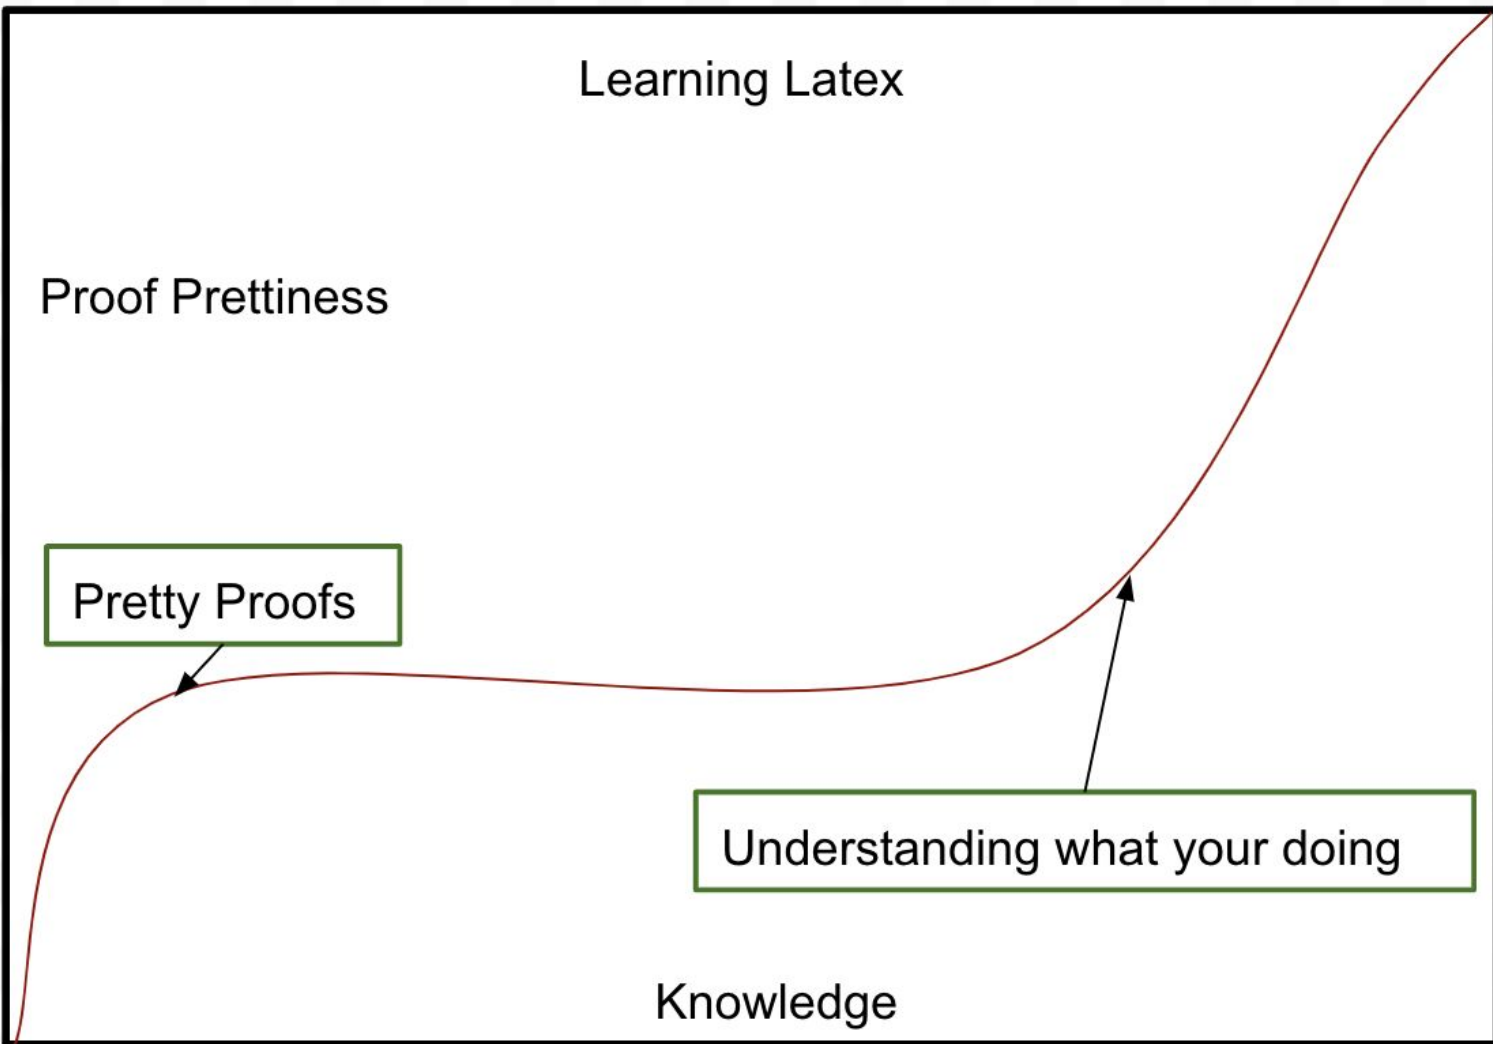 Learning Latex
Proof Prettiness
Pretty Proofs
Understanding what your doing
Knowledge